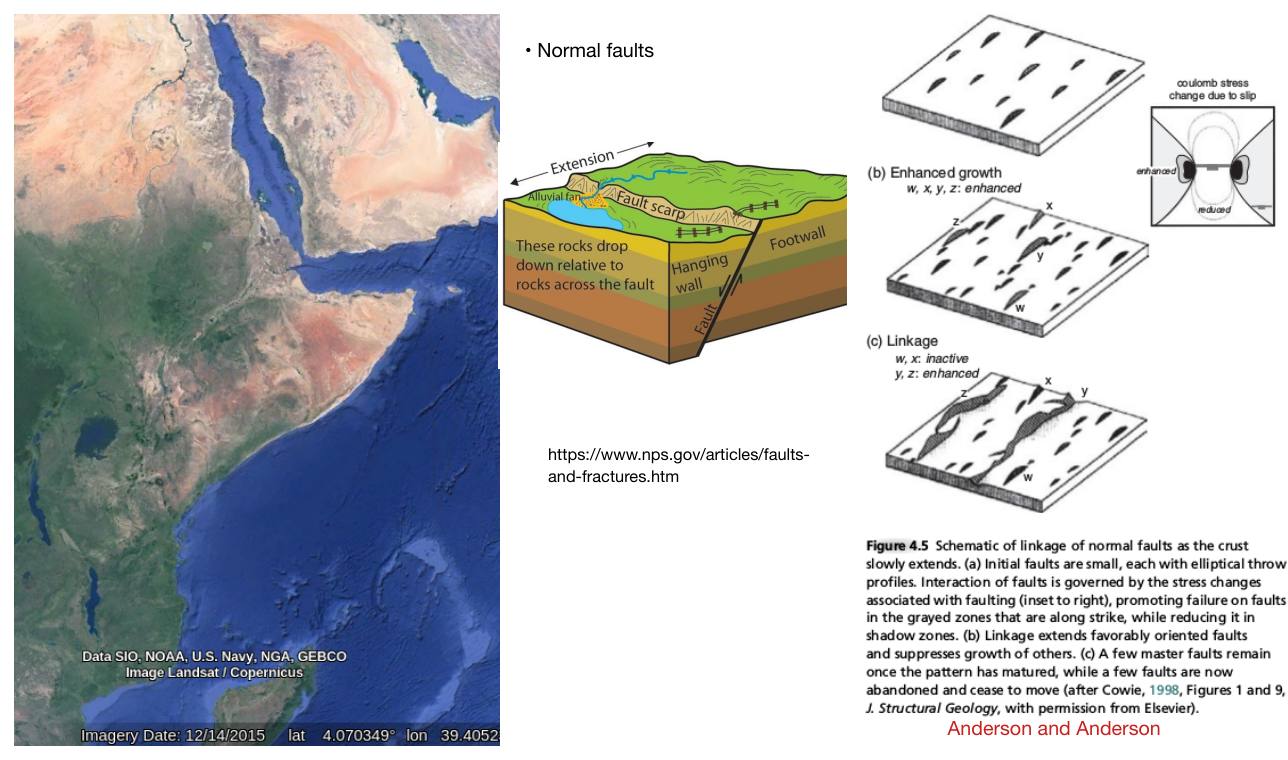 Data SIO, NOAA, U.S. Navy, NGA, GEBCO
Image Landsat / Copernicus
Imagery Date: 12/14/2015 lat 4.070349° lon 39.4052
• Normal faults
Extension
Alluvial fan
Fault scarp
These rocks drop
down relative to
rocks across the fault
Hanging
wall
Footwall
Fault
https://www.nps.gov/articles/faults-
and-fractures.htm
coulomb stress
change due to slip
enhanced
reduced
(b) Enhanced growth
w, x, y, z: enhanced
x
z
y
w
(c) Linkage
w, x: inactive
y, z: enhanced
x
y
z
w
Figure 4.5 Schematic of linkage of normal faults as the crust
slowly extends. (a) Initial faults are small, each with elliptical throw
profiles. Interaction of faults is governed by the stress changes
associated with faulting (inset to right), promoting failure on faults
in the grayed zones that are along strike, while reducing it in
shadow zones. (b) Linkage extends favorably oriented faults
and suppresses growth of others. (c) A few master faults remain
once the pattern has matured, while a few faults are now
abandoned and cease to move (after Cowie, 1998, Figures 1 and 9,
J. Structural Geology, with permission from Elsevier).
Anderson and Anderson